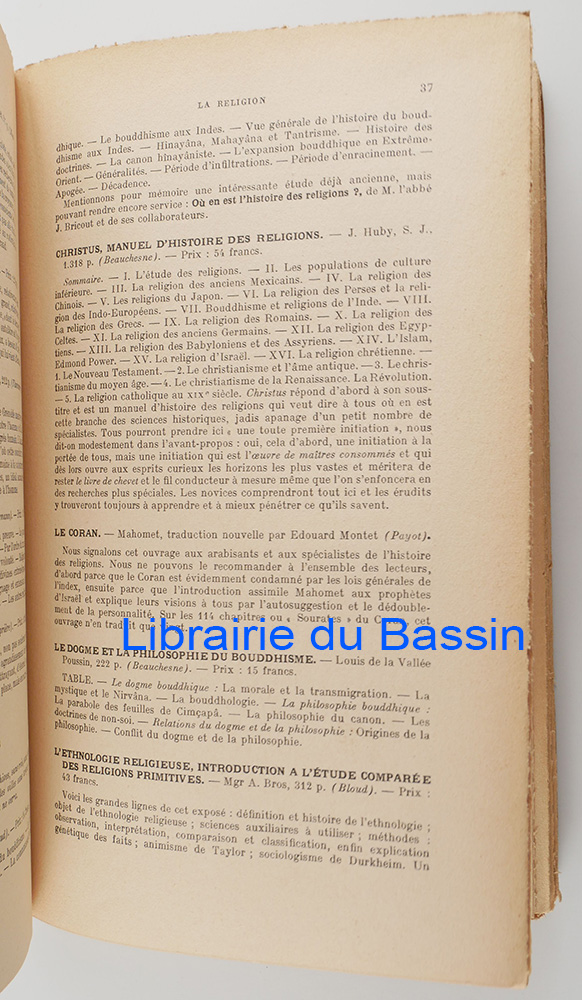 LA RELIGION 37
dhique. — Le bouddhisme aux Indes. — Vue générale de l'histoire du boud-
dhisme aux Indes. — Hinayâna, Mahayâna et Tantrisme. — Histoire des
doctrines. — La canon hînayâniste. — L'expansion bouddhique en Extrême-
Orient. — Généralités. — Période d'infiltrations. — Période d'enracinement. —
Apogée. — Décadence.
Mentionnons pour mémoire une intéressante étude déjà ancienne, mais
pouvant rendre encore service : Où en est l'histoire des religions ?, de M. l'abbé
J. Bricout et de ses collaborateurs.
CHRISTUS, MANUEL D'HISTOIRE DES RELIGIONS. — J. Huby, S. J.,
1.318 p. (Beauchesne). — Prix : 54 francs.
Sommaire. — I. L'étude des religions. — II. Les populations de culture
inférieure. — III. La religion des anciens Mexicains. — IV. La religion des
Chinois. — V. Les religions du Japon. — VI. La religion des Perses et la reli-
gion des Indo-Européens. — VII. Bouddhisme et religions de l'Inde. — VIII.
La religion des Grecs. — IX. La religion des Romains. — X. La religion des
Celtes. — XI. La religion des anciens Germains. — XII. La religion des Egyp-
tiens. — XIII. La religion des Babyloniens et des Assyriens. — XIV. L'Islam,
Edmond Power. — XV. La religion d'Israël. — XVI. La religion chrétienne. —
1. Le Nouveau Testament. — 2. Le christianisme et l'âme antique. — 3. Le chris-
tianisme du moyen âge. — 4. Le christianisme de la Renaissance. La Révolution.
— 5. La religion catholique au XIXe siècle. Christus répond d'abord à son sous-
titre et est un manuel d'histoire des religions qui veut dire à tous où en est
cette branche des sciences historiques, jadis apanage d'un petit nombre de
spécialistes. Tous pourront prendre ici « une toute première initiation », nous
dit-on modestement dans l'avant-propos : oui, cela d'abord, une initiation à la
portée de tous, mais une initiation qui est l'œuvre de maîtres consommés et qui
dès lors ouvre aux esprits curieux les horizons les plus vastes et méritera de
rester le livre de chevet et le fil conducteur à mesure même que l'on s'enfoncera en
des recherches plus spéciales. Les novices comprendront tout ici et les érudits
y trouveront toujours à apprendre et à mieux pénétrer ce qu'ils savent.
LE CORAN. — Mahomet, traduction nouvelle par Edouard Montet (Payot).
Nous signalons cet ouvrage aux arabisants et aux spécialistes de l'histoire
des religions. Nous ne pouvons le recommander à l'ensemble des lecteurs,
d'abord parce que le Coran est évidemment condamné par les lois générales de
l'index, ensuite parce que l'introduction assimile Mahomet aux prophètes
d'Israël et explique leurs visions à tous par l'autosuggestion et le dédouble-
ment de la personnalité. Sur les 114 chapitres ou « Sourates » du Coran, cet
ouvrage n'en traduit que
Librairie du Bassin
LE DOGME ET LA PHILOSOPHIE DU BOUDDHISME. — Louis de la Vallée
Poussin, 222 p. (Beauchesne). — Prix : 15 francs.
TABLE. — Le dogme bouddhique : La morale et la transmigration. — La
mystique et le Nirvâna. — La bouddhologie. — La philosophie bouddhique :
La parabole des feuilles de Cimçapâ. — La philosophie du canon. — Les
doctrines de non-soi. — Relations du dogme et de la philosophie : Origines de la
philosophie. — Conflit du dogme et de la philosophie.
L'ETHNOLOGIE RELIGIEUSE, INTRODUCTION A L'ÉTUDE COMPARÉE
DES RELIGIONS PRIMITIVES. — Mgr A. Bros, 312 p. (Bloud). — Prix :
43 francs.
Voici les grandes lignes de cet exposé : définition et histoire de l'ethnologie ;
objet de l'ethnologie religieuse ; sciences auxiliaires à utiliser ; méthodes :
observation, interprétation, comparaison et classification, enfin explication
génétique des faits ; animisme de Taylor ; sociologisme de Durkheim. Un